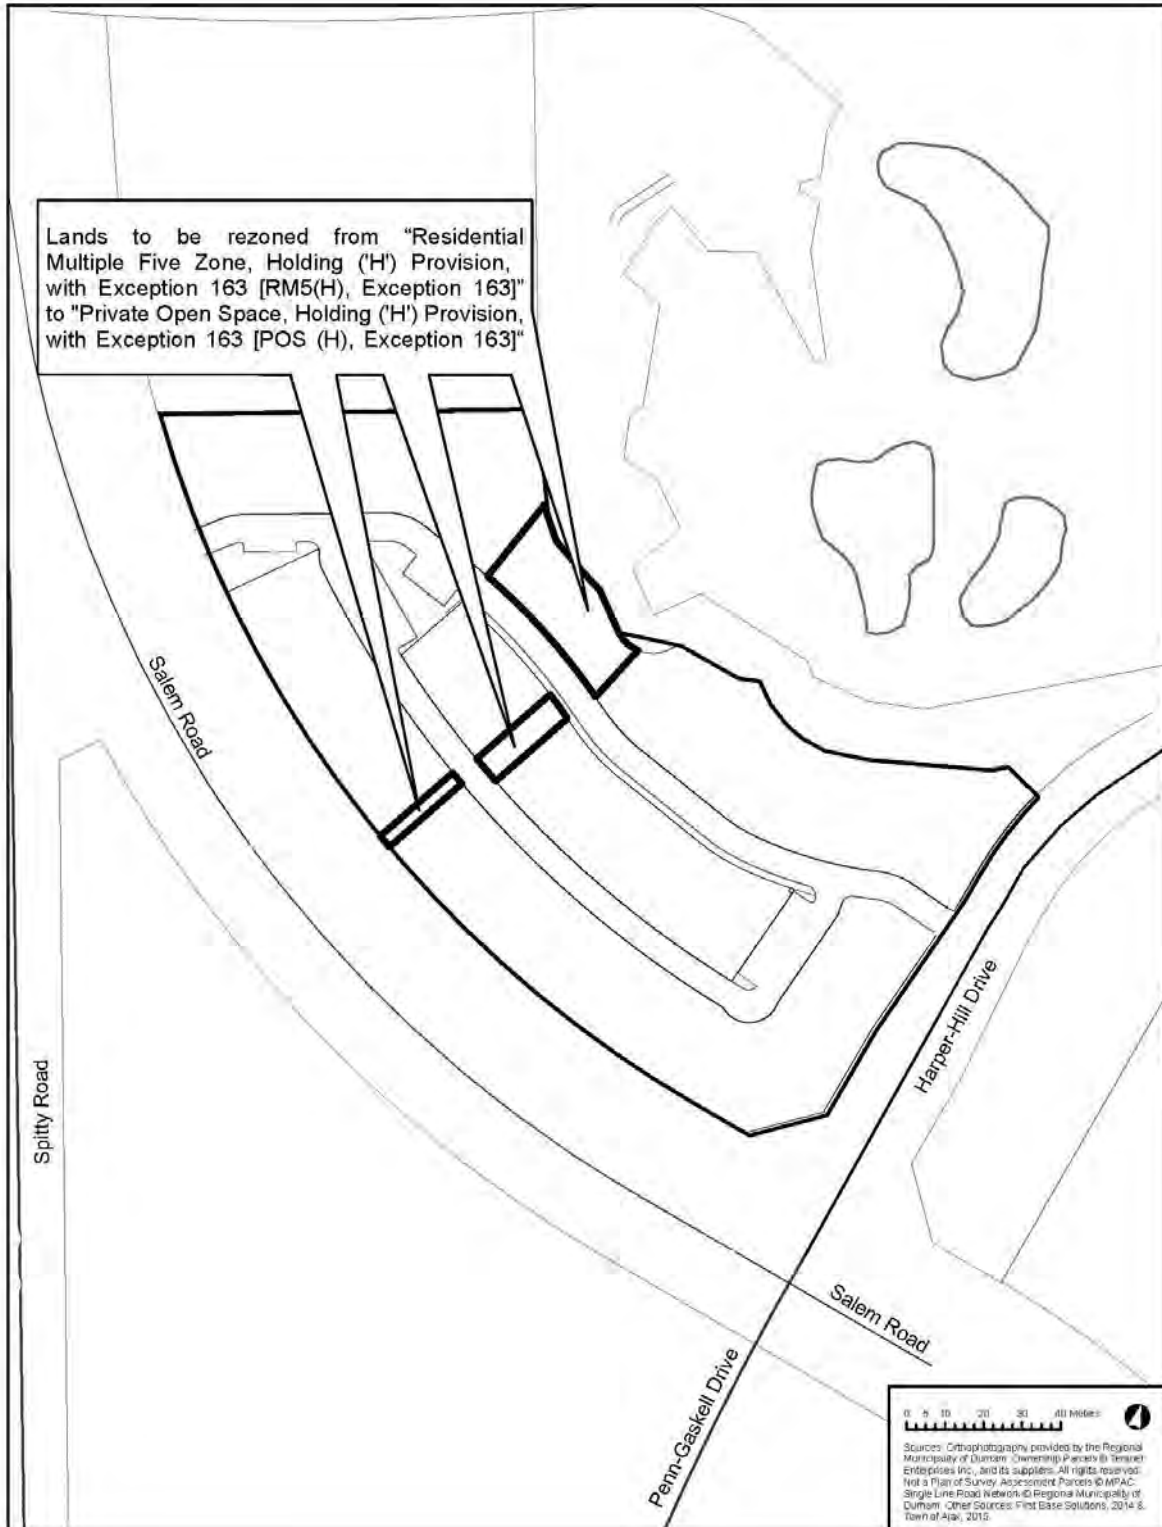 Lands to be rezoned from “Residential
Multiple Five Zone, Holding ('H') Provision,
with Exception 163 [RM5(H), Exception 163]”
to "Private Open Space, Holding ('H') Provision,
with Exception 163 [POS (H), Exception 163]"
Salem Road
Spitty Road
Harper-Hill Drive
Salem Road
Penn-Gaskell Drive
0 5 10 20 30 40 Metres
Sources: Orthophotography provided by the Regional
Municipality of Durham. Ownership Parcels © Teranet
Enterprises Inc., and its suppliers. All rights reserved.
Not a Plan of Survey. Assessment Parcels © MPAC.
Single Line Road Network © Regional Municipality of
Durham. Other Sources: First Base Solutions, 2014 &
Town of Ajax, 2015.